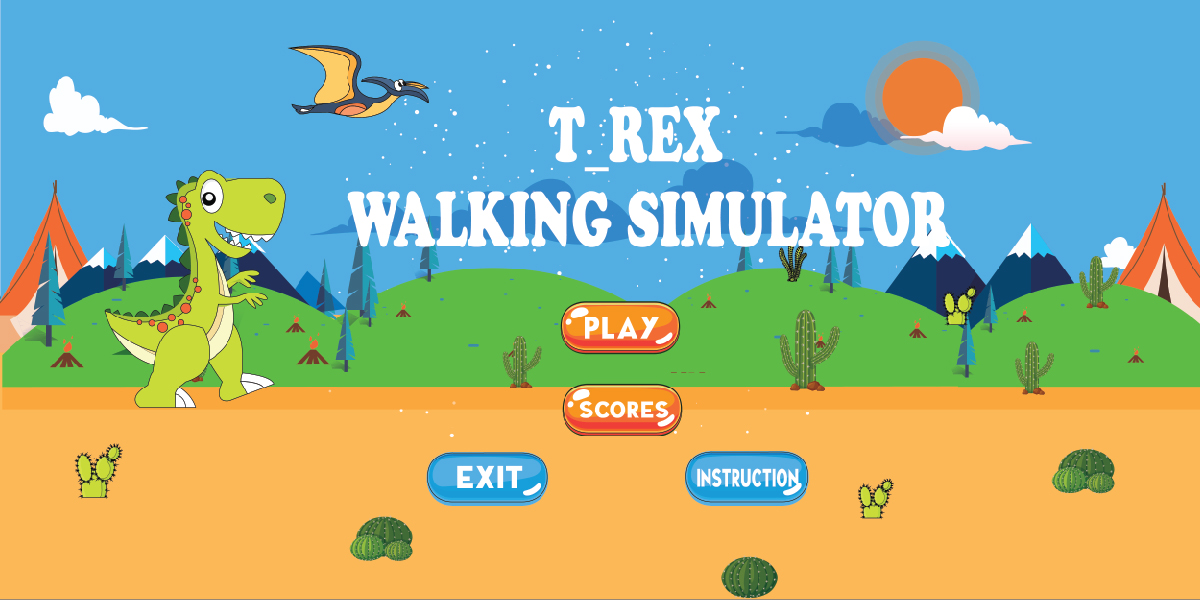 T_REX
WALKING SIMULATOR
PLAY
SCORES
EXIT
INSTRUCTION